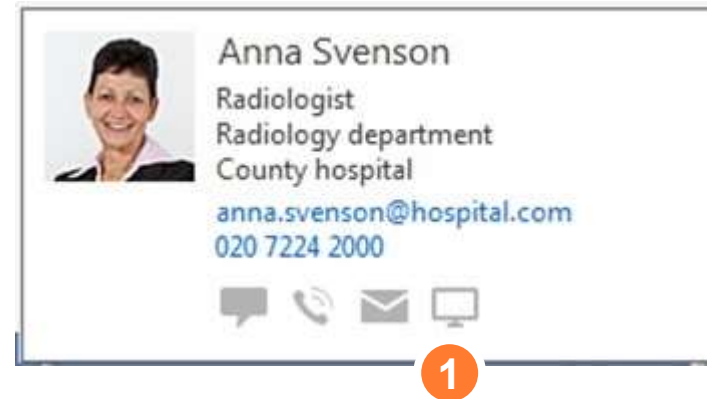 Anna Svenson
Radiologist
Radiology department
County hospital
anna.svenson@hospital.com
020 7224 2000
1